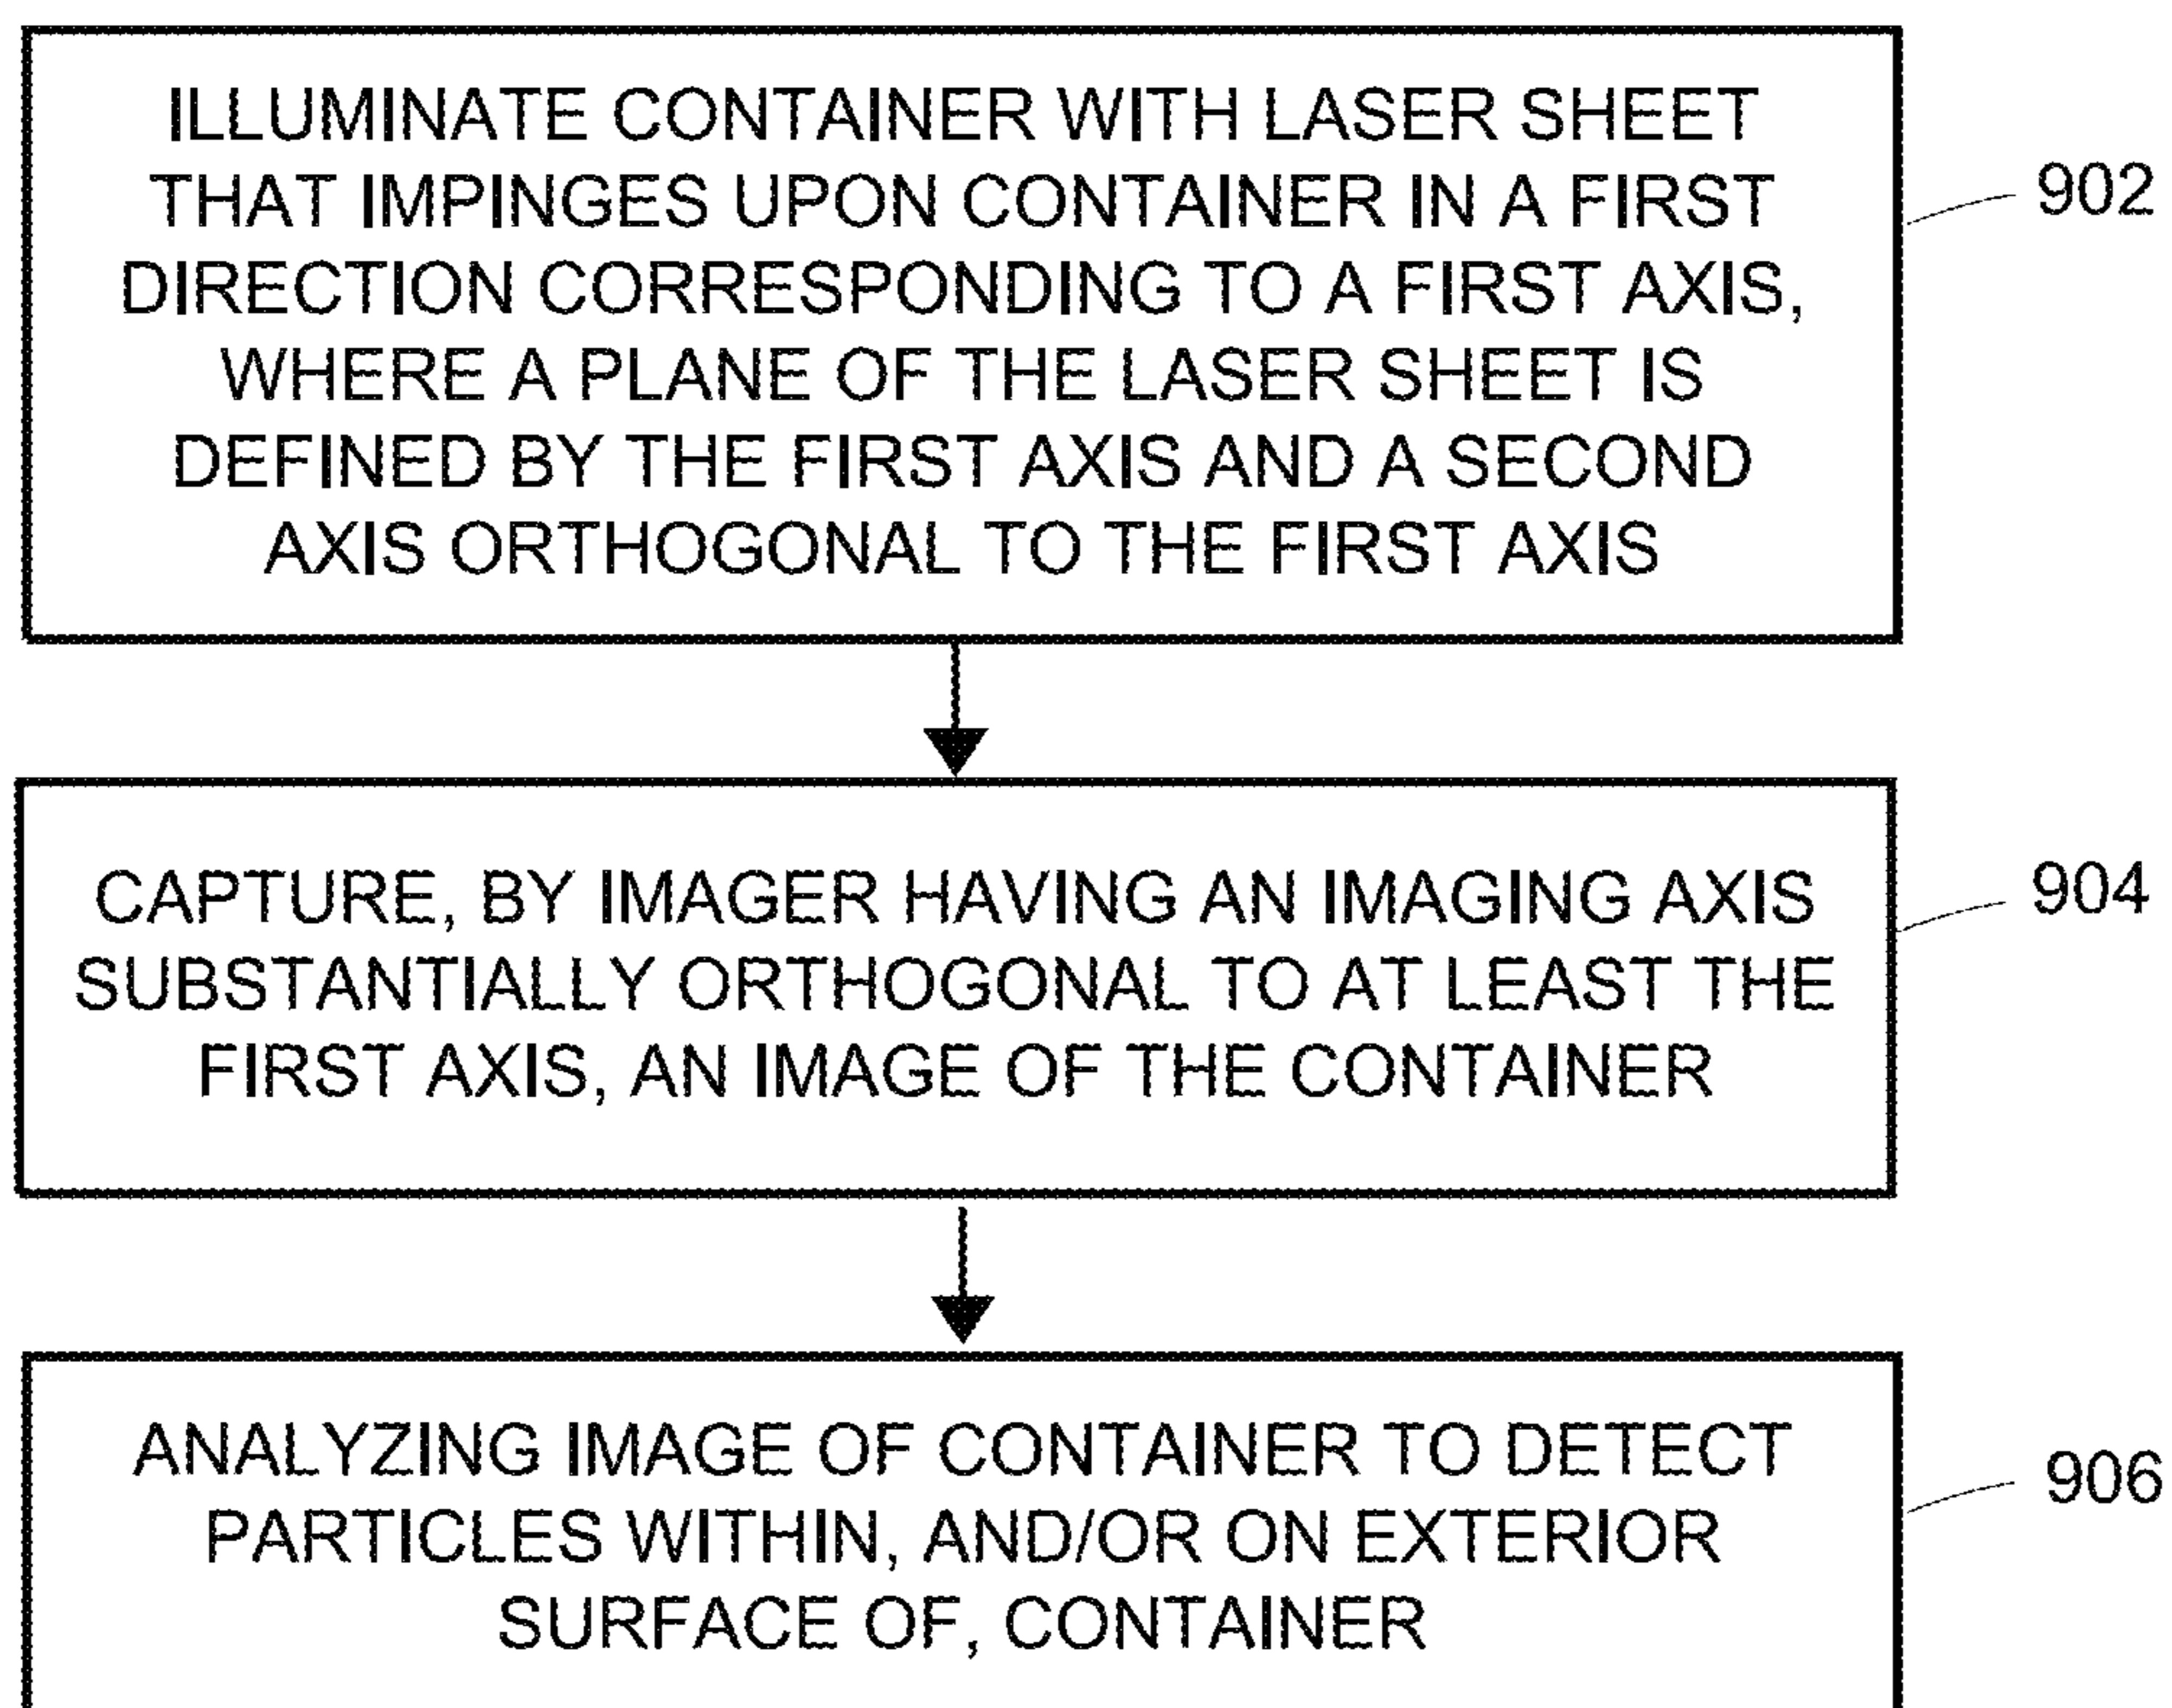 ILLUMINATE CONTAINER WITH LASER SHEET
THAT IMPINGES UPON CONTAINER IN A FIRST
DIRECTION CORRESPONDING TO A FIRST AXIS,
WHERE A PLANE OF THE LASER SHEET IS
DEFINED BY THE FIRST AXIS AND A SECOND
AXIS ORTHOGONAL TO THE FIRST AXIS
902
CAPTURE, BY IMAGER HAVING AN IMAGING AXIS
SUBSTANTIALLY ORTHOGONAL TO AT LEAST THE
FIRST AXIS, AN IMAGE OF THE CONTAINER
904
ANALYZING IMAGE OF CONTAINER TO DETECT
PARTICLES WITHIN, AND/OR ON EXTERIOR
SURFACE OF, CONTAINER
906